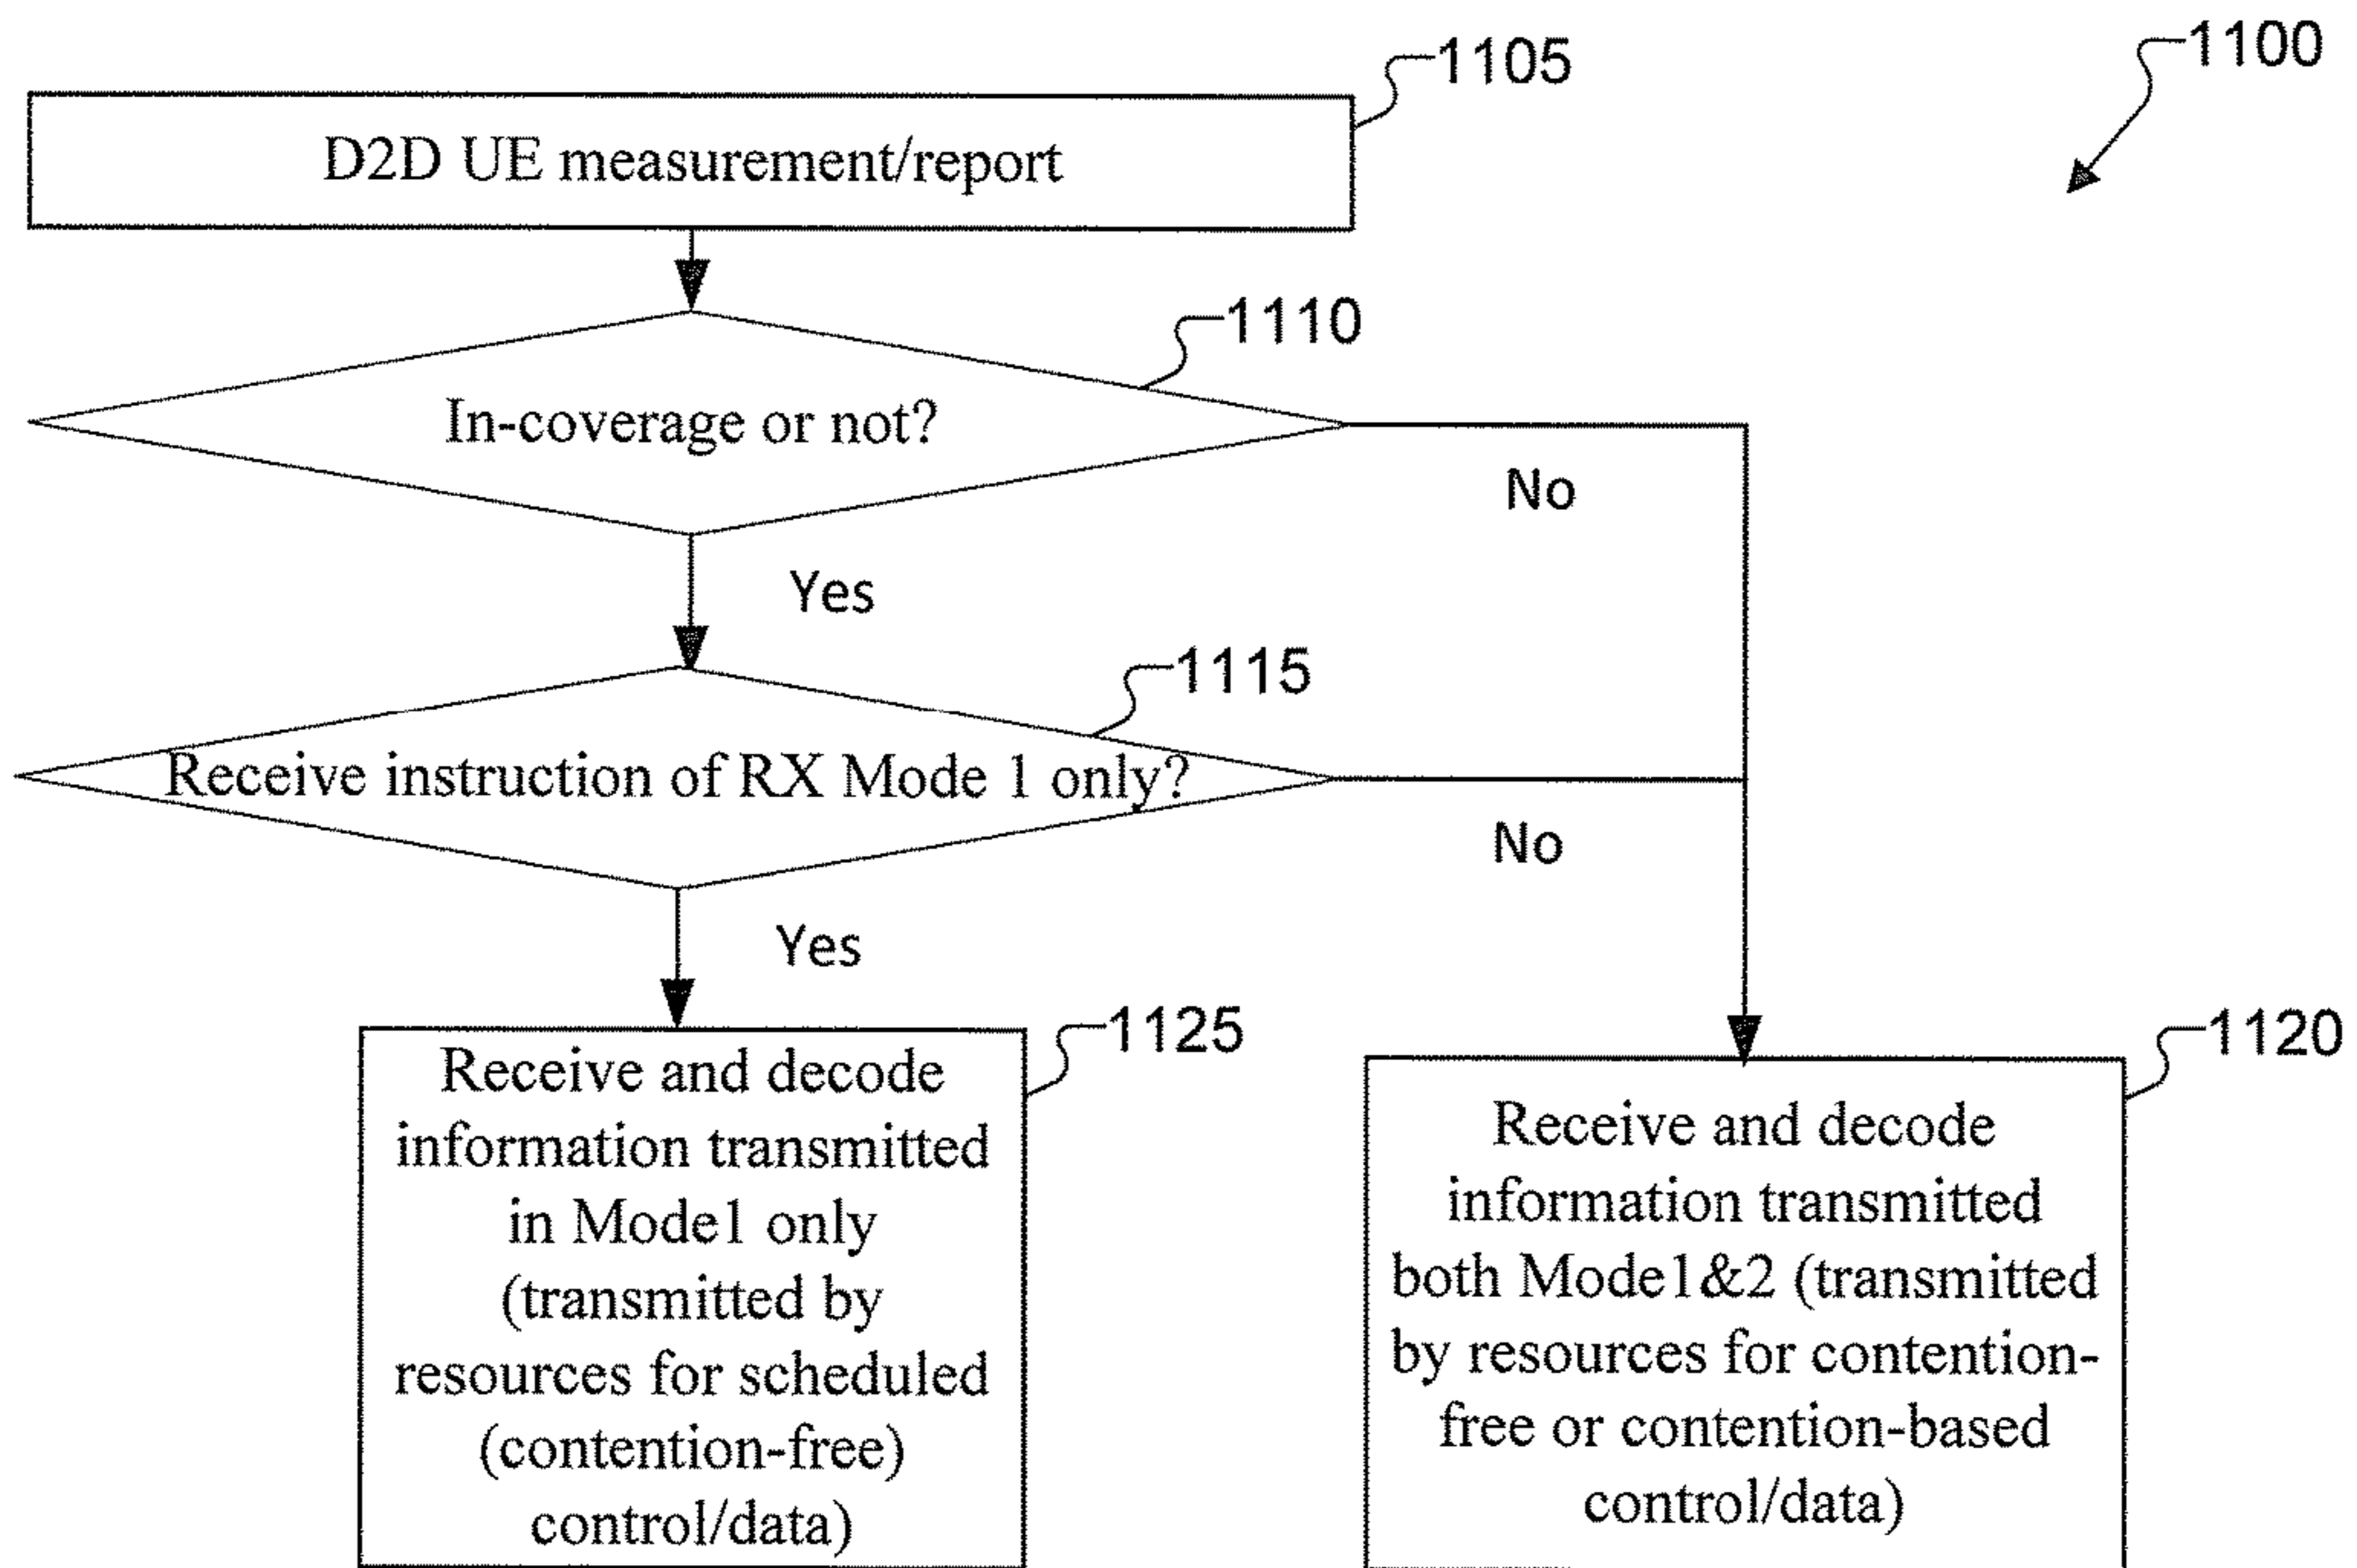 1100
1105
D2D UE measurement/report
1110
In-coverage or not?
No
Yes
1115
Receive instruction of RX Mode 1 only?
No
Yes
1125
Receive and decode
information transmitted
in Mode1 only
(transmitted by
resources for scheduled
(contention-free)
control/data)
1120
Receive and decode
information transmitted
both Mode1&2 (transmitted
by resources for contention-
free or contention-based
control/data)